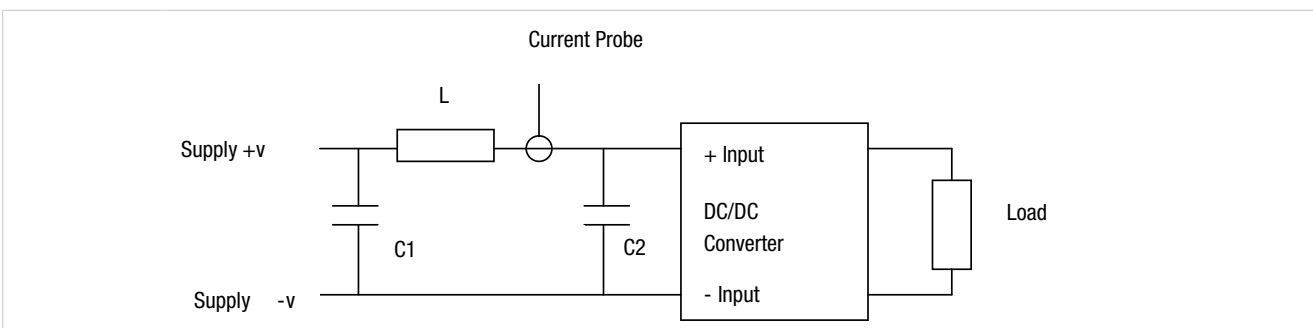 Current Probe
L
Supply +v
+ Input
DC/DC
Converter
Load
C1
C2
Supply -v
- Input